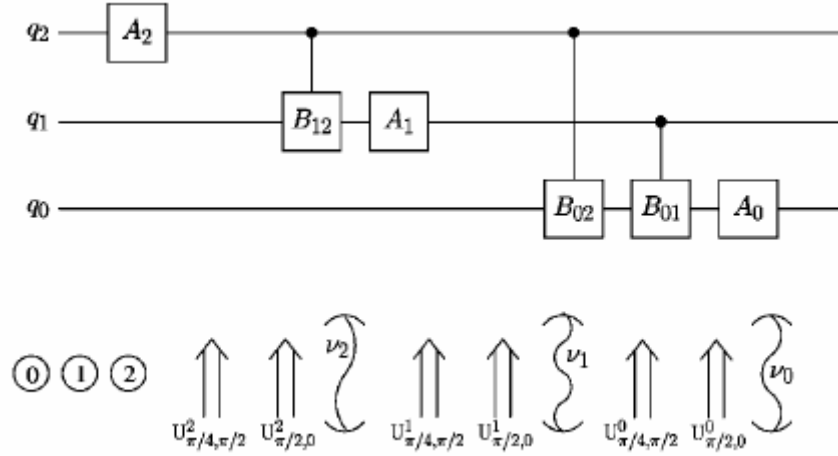 q₂ A₂
q₁ B₁₂ A₁
q₀ B₀₂ B₀₁ A₀
0 1 2 ν₂ ν₁ ν₀
U²π/4,π/2 U²π/2,0 U¹π/4,π/2 U¹π/2,0 U⁰π/4,π/2 U⁰π/2,0